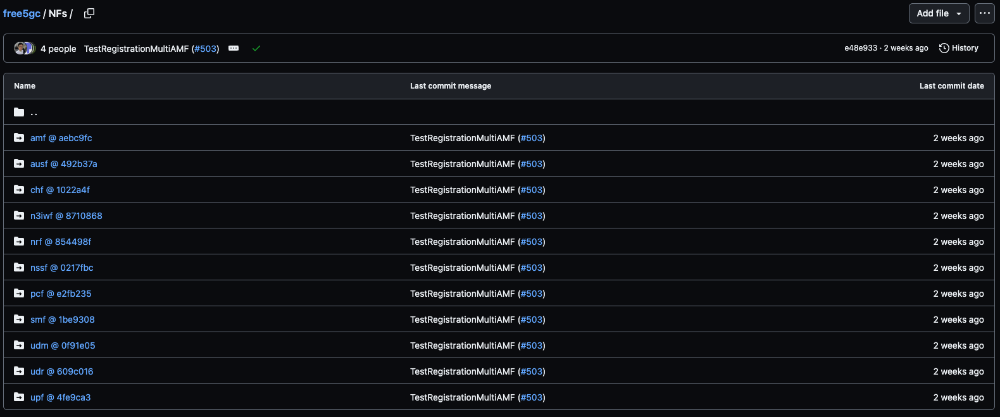 free5gc / NFs /
Add file
4 people TestRegistrationMultiAMF (#503)
e48e933 · 2 weeks ago
History
Name Last commit message Last commit date
..
amf @ aebc9fc TestRegistrationMultiAMF (#503) 2 weeks ago
ausf @ 492b37a TestRegistrationMultiAMF (#503) 2 weeks ago
chf @ 1022a4f TestRegistrationMultiAMF (#503) 2 weeks ago
n3iwf @ 8710868 TestRegistrationMultiAMF (#503) 2 weeks ago
nrf @ 854498f TestRegistrationMultiAMF (#503) 2 weeks ago
nssf @ 0217fbc TestRegistrationMultiAMF (#503) 2 weeks ago
pcf @ e2fb235 TestRegistrationMultiAMF (#503) 2 weeks ago
smf @ 1be9308 TestRegistrationMultiAMF (#503) 2 weeks ago
udm @ 0f91e05 TestRegistrationMultiAMF (#503) 2 weeks ago
udr @ 609c016 TestRegistrationMultiAMF (#503) 2 weeks ago
upf @ 4fe9ca3 TestRegistrationMultiAMF (#503) 2 weeks ago